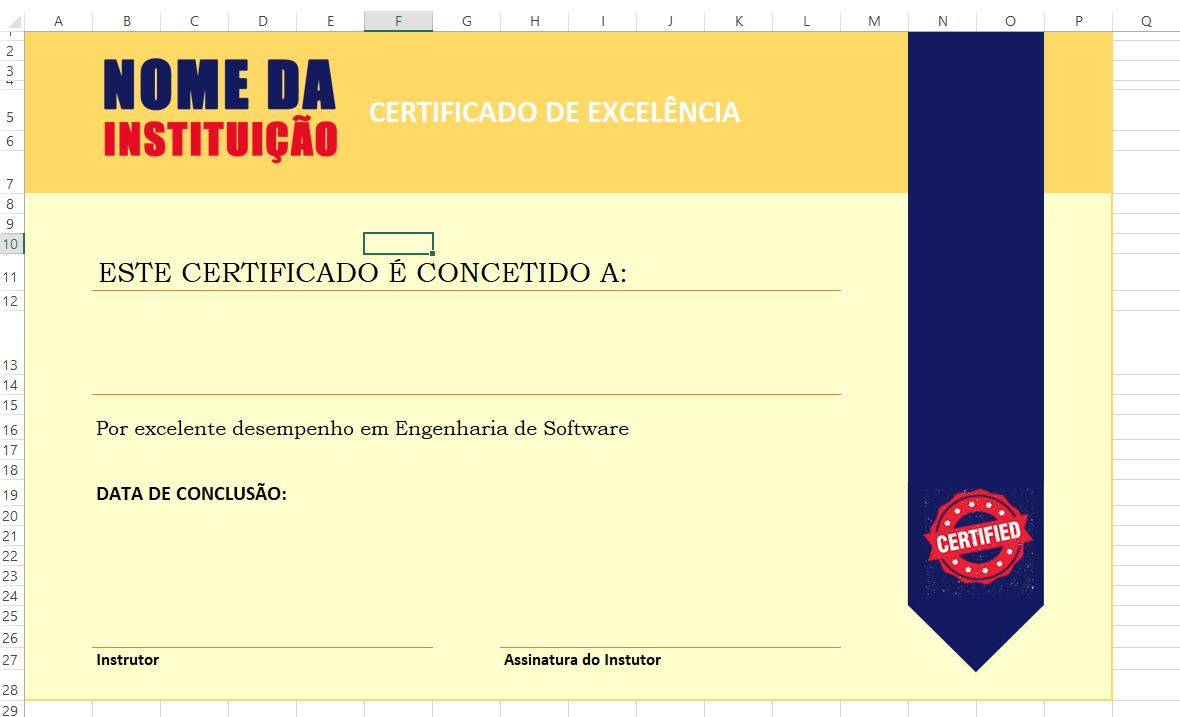 A B C D E F G H I J K L M N O P Q
1
2
3
4
5
6
7
8
9
10
11
12
13
14
15
16
17
18
19
20
21
22
23
24
25
26
27
28
29
NOME DA
INSTITUIÇÃO
CERTIFICADO DE EXCELÊNCIA
ESTE CERTIFICADO É CONCETIDO A:
Por excelente desempenho em Engenharia de Software
DATA DE CONCLUSÃO:
CERTIFIED
Instrutor
Assinatura do Instutor